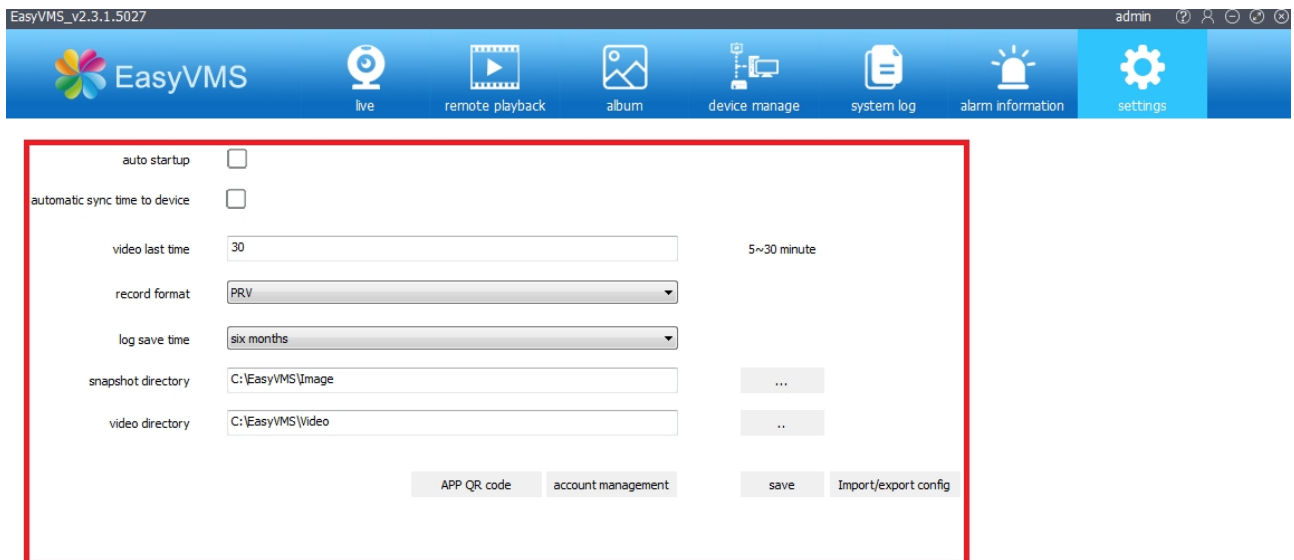 EasyVMS_v2.3.1.5027 admin
EasyVMS
live remote playback album device manage system log alarm information settings
auto startup
automatic sync time to device
video last time 30 5~30 minute
record format PRV
log save time six months
snapshot directory C:\EasyVMS\Image ...
video directory C:\EasyVMS\Video ..
APP QR code account management save Import/export config